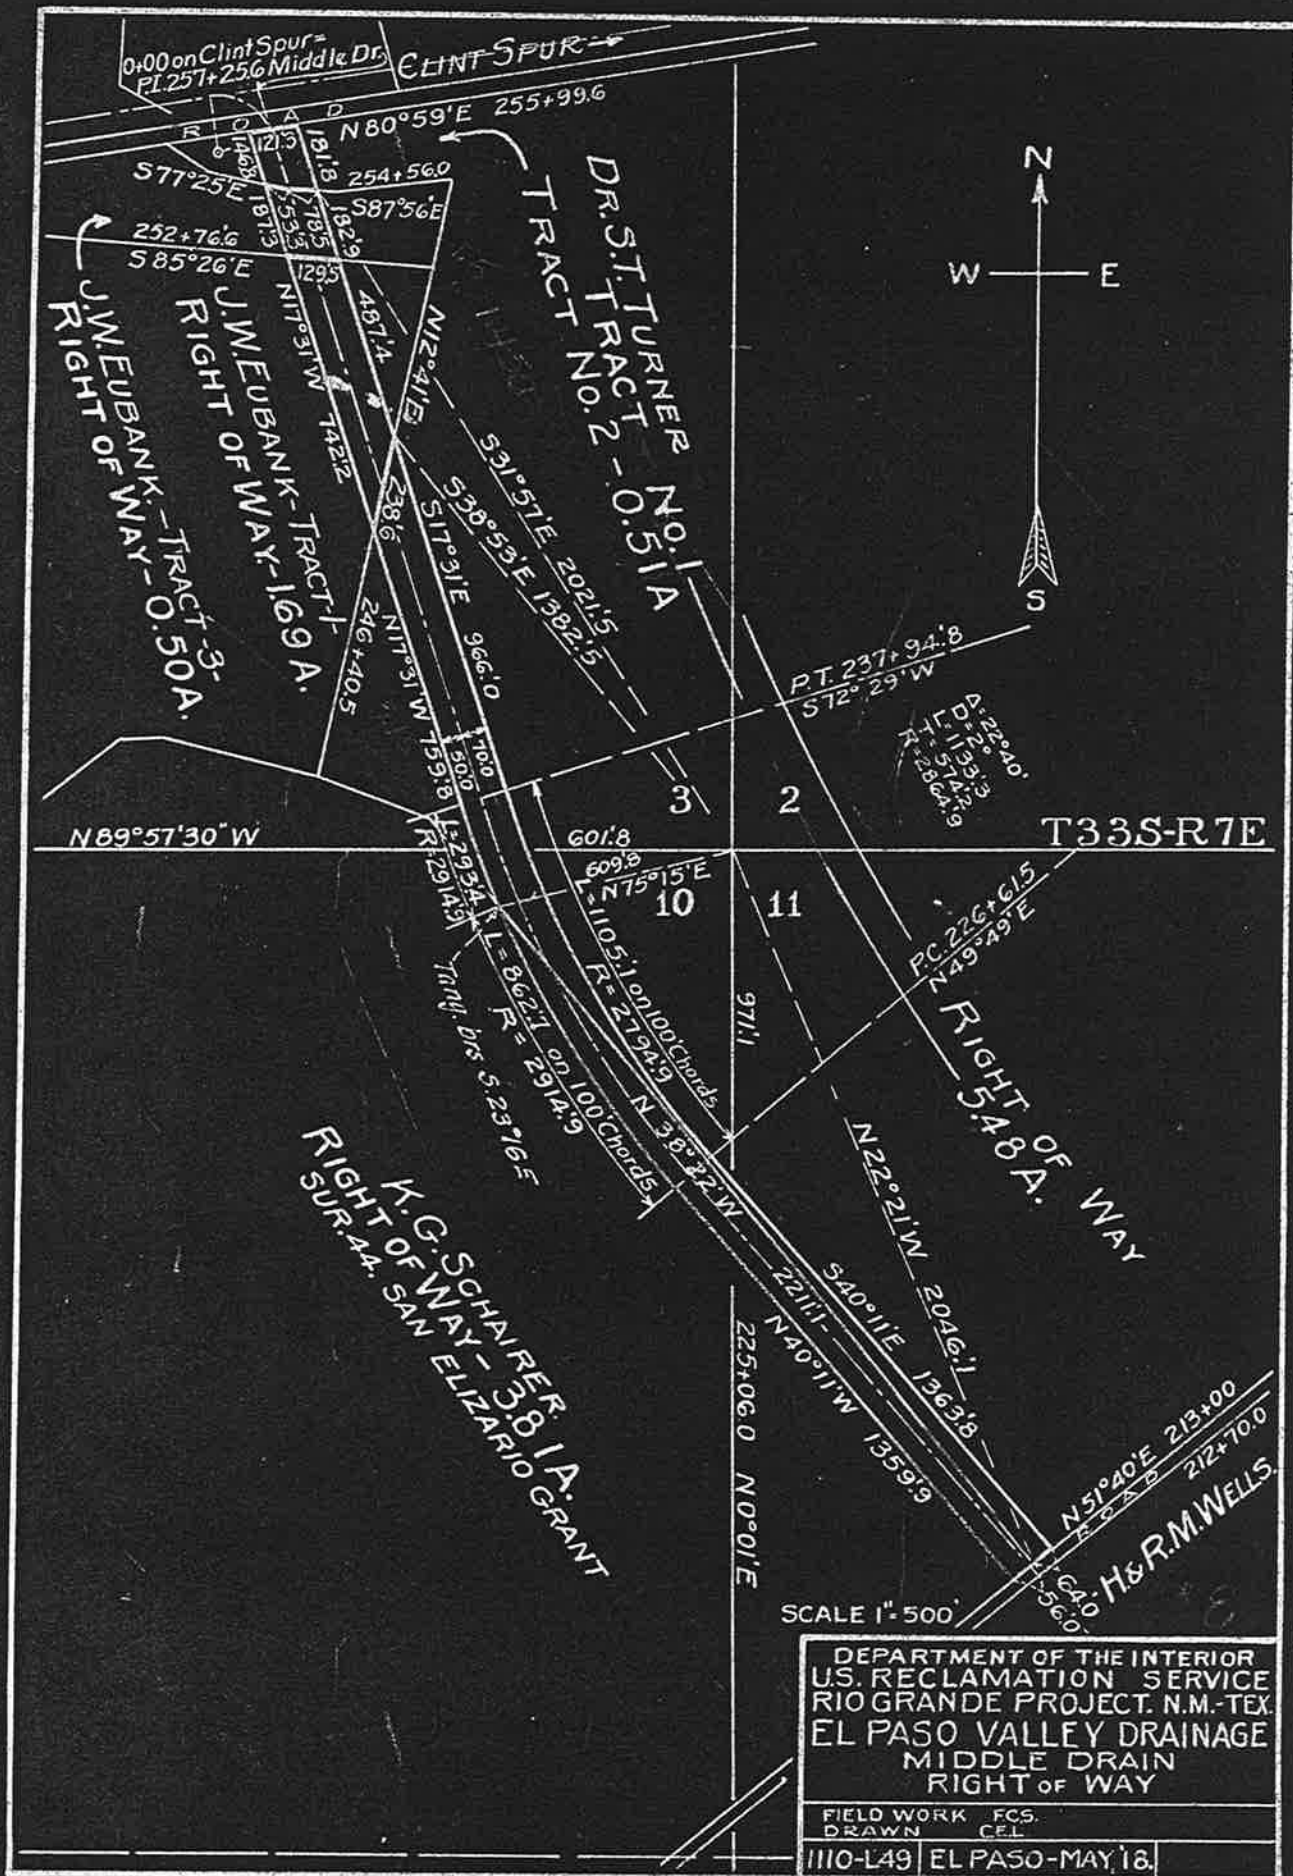 0+00 on Clint Spur=
P.I. 257+25.6 Middle Dr.
CLINT SPUR
ROAD
N 80°59'E 255+99.6
121.5
146.8
181.8
S77°25'E
254+56.0
S87°56'E
187.3
253.3
278.5
182.9
252+76.6
S 85°26'E
129.5
N17°31'W
742.2
487.4
N12°41'E
238.6
246+40.5
S31°57'E 2021.5
S38°53'E 1382.5
S17°31'E 966.0
N17°31'W 759.8
50.0
70.0
J.W. EUBANK.-TRACT-3-
RIGHT OF WAY-0.50A.
J.W. EUBANK-TRACT-1-
RIGHT OF WAY-1.69 A.
DR. S.T. TURNER NO.1
TRACT
TRACT NO. 2 - 0.51A
N
W
E
S
P.T. 237+94.8
S72°29'W
Δ=22°40'
D=2°
L=1133.3
T=574.2
R=2864.9
3
2
T33S-R7E
N89°57'30"W
601.8
609.8
N75°15'E
10
11
L=293.4
R=2914.9
L=1105.1 on 100' Chords
R=2794.9
L=862.7 on 100' Chords
R=2914.9
Tang. brs S.23°16'E
971.1
P.C. 226+61.5
N49°49'E
RIGHT OF WAY
5.48 A.
N 38°22'W
2211.1
N22°21'W 2046.1
S40°11'E 1363.8
N40°11'W 1359.9
225+06.0 N0°01'E
K.G. SCHAIRER.
RIGHT OF WAY - 3.81A.
SUR. 44. SAN ELIZARIO GRANT
N51°40'E 213+00
ROAD 212+70.0
H.& R.M. WELLS.
64.0
56.0
SCALE 1"=500'
DEPARTMENT OF THE INTERIOR
U.S. RECLAMATION SERVICE
RIO GRANDE PROJECT. N.M.-TEX.
EL PASO VALLEY DRAINAGE
MIDDLE DRAIN
RIGHT OF WAY
FIELD WORK F.C.S.
DRAWN C.E.L.
1110-L49 EL PASO-MAY, 18.